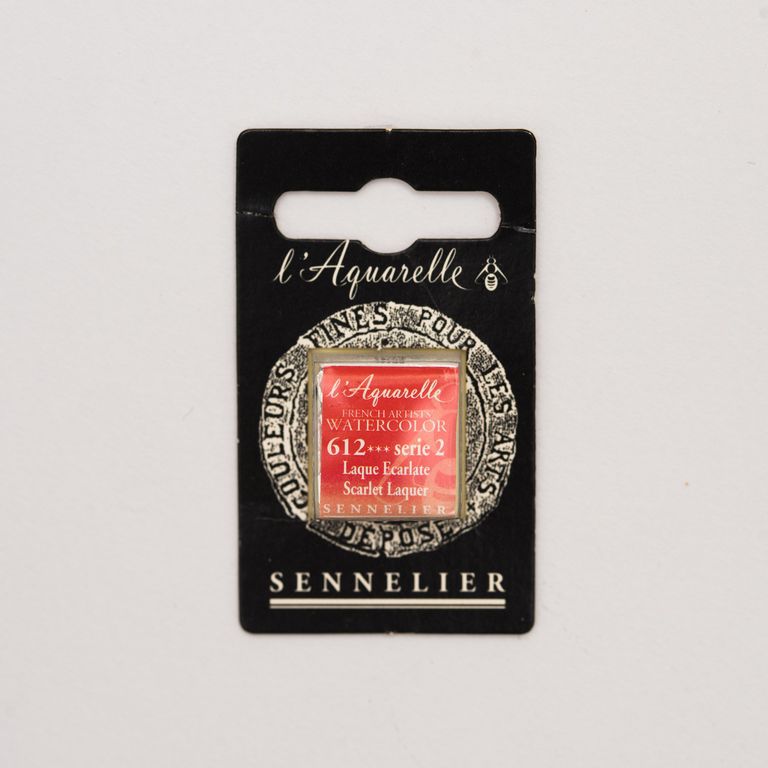 l'Aquarelle
COULEURS FINES POUR LES ARTS
DÉPOSÉ
l'Aquarelle
FRENCH ARTISTS'
WATERCOLOR
612*** serie 2
Laque Ecarlate
Scarlet Laquer
SENNELIER
SENNELIER